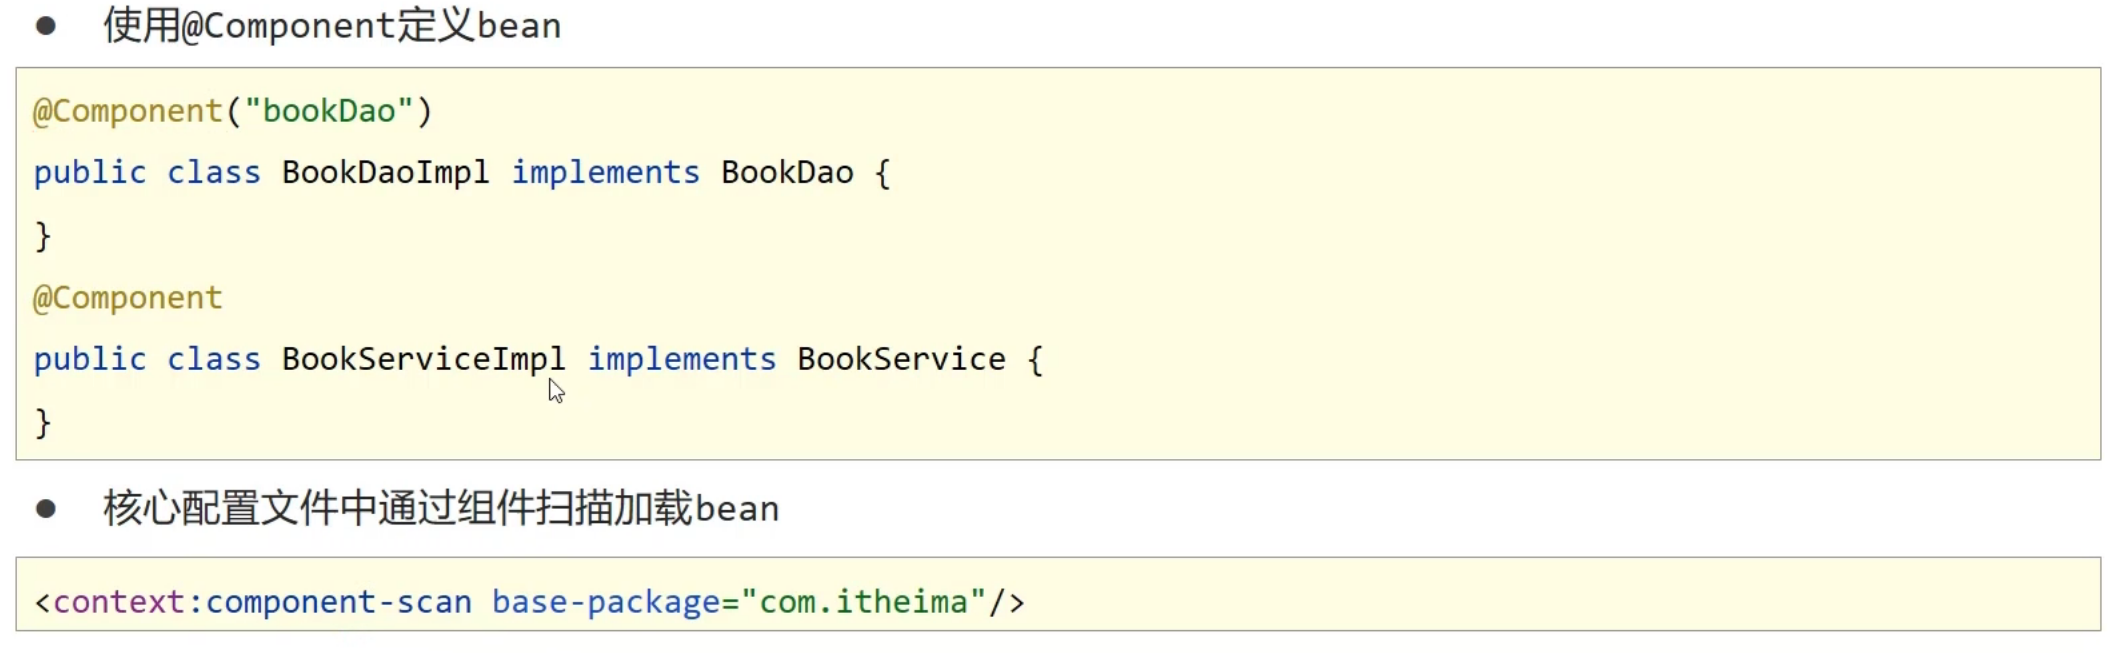 ● 使用@Component定义bean
@Component("bookDao")
public class BookDaoImpl implements BookDao {
}
@Component
public class BookServiceImpl implements BookService {
}
● 核心配置文件中通过组件扫描加载bean
<context:component-scan base-package="com.itheima"/>